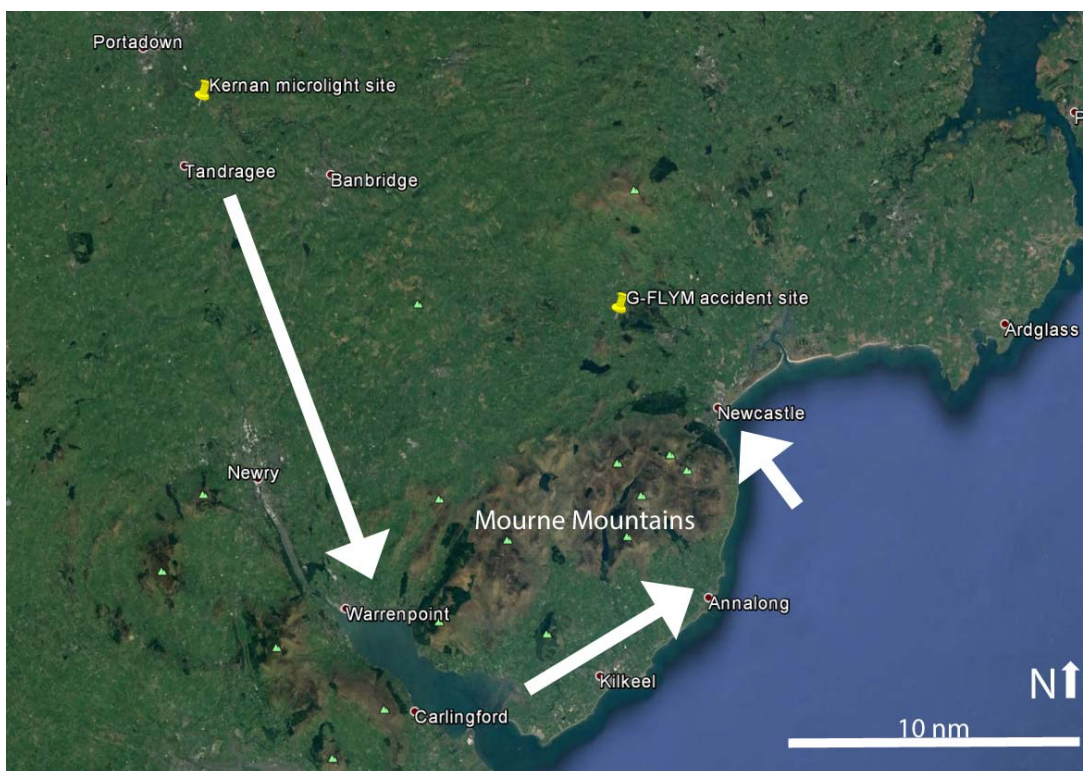 Portadown
Kernan microlight site
P
Tandragee
Banbridge
G-FLYM accident site
Ardglass
Newcastle
Newry
Mourne Mountains
Annalong
Warrenpoint
Kilkeel
N
Carlingford
10 nm